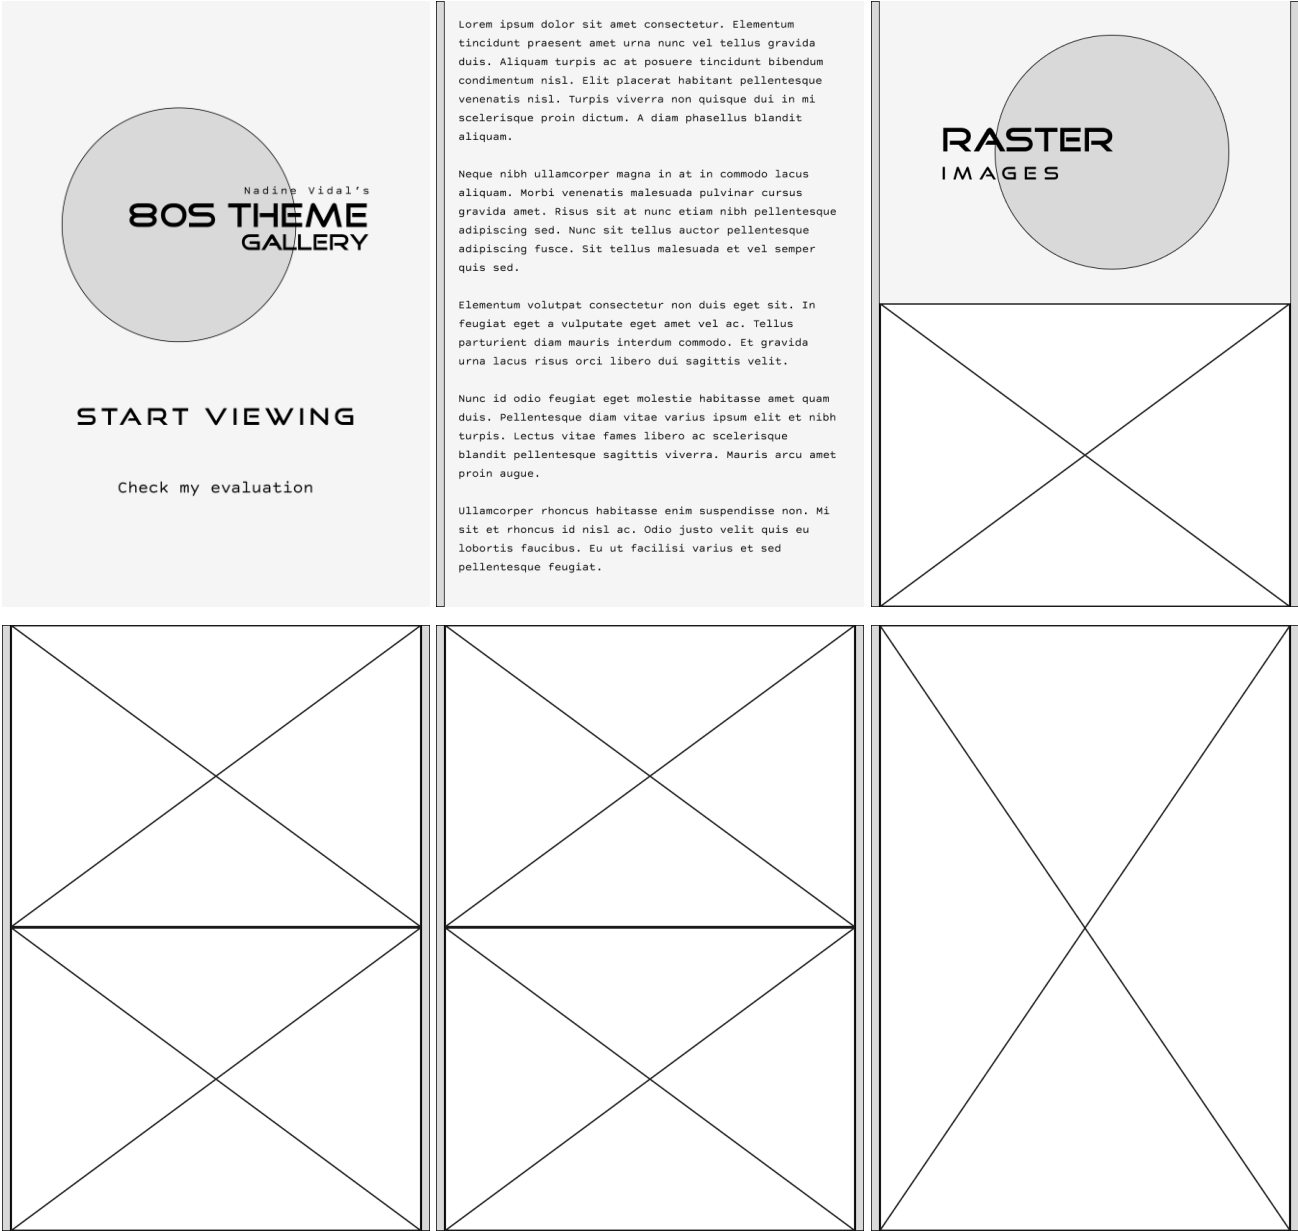 Nadine Vidal's
80S THEME
GALLERY
START VIEWING
Check my evaluation
Lorem ipsum dolor sit amet consectetur. Elementum
tincidunt praesent amet urna nunc vel tellus gravida
duis. Aliquam turpis ac at posuere tincidunt bibendum
condimentum nisl. Elit placerat habitant pellentesque
venenatis nisl. Turpis viverra non quisque dui in mi
scelerisque proin dictum. A diam phasellus blandit
aliquam.
Neque nibh ullamcorper magna in at in commodo lacus
aliquam. Morbi venenatis malesuada pulvinar cursus
gravida amet. Risus sit at nunc etiam nibh pellentesque
adipiscing sed. Nunc sit tellus auctor pellentesque
adipiscing fusce. Sit tellus malesuada et vel semper
quis sed.
Elementum volutpat consectetur non duis eget sit. In
feugiat eget a vulputate eget amet vel ac. Tellus
parturient diam mauris interdum commodo. Et gravida
urna lacus risus orci libero dui sagittis velit.
Nunc id odio feugiat eget molestie habitasse amet quam
duis. Pellentesque diam vitae varius ipsum elit et nibh
turpis. Lectus vitae fames libero ac scelerisque
blandit pellentesque sagittis viverra. Mauris arcu amet
proin augue.
Ullamcorper rhoncus habitasse enim suspendisse non. Mi
sit et rhoncus id nisl ac. Odio justo velit quis eu
lobortis faucibus. Eu ut facilisi varius et sed
pellentesque feugiat.
RASTER
IMAGES